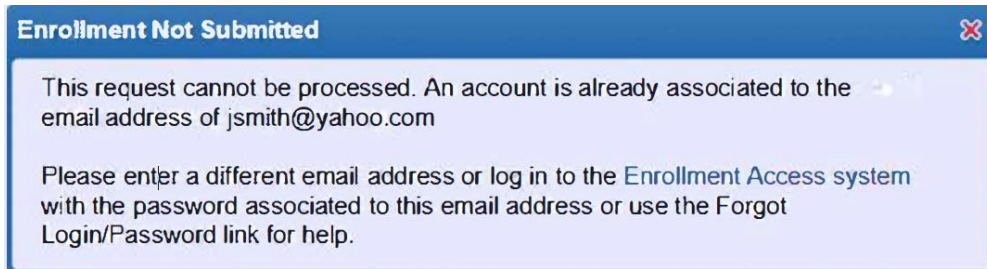 Enrollment Not Submitted
This request cannot be processed. An account is already associated to the
email address of jsmith@yahoo.com
Please enter a different email address or log in to the Enrollment Access system
with the password associated to this email address or use the Forgot
Login/Password link for help.